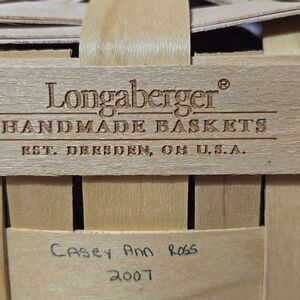 Longaberger®
HANDMADE BASKETS
EST. DRESDEN, OH U.S.A.
Casey Ann Ross
2007